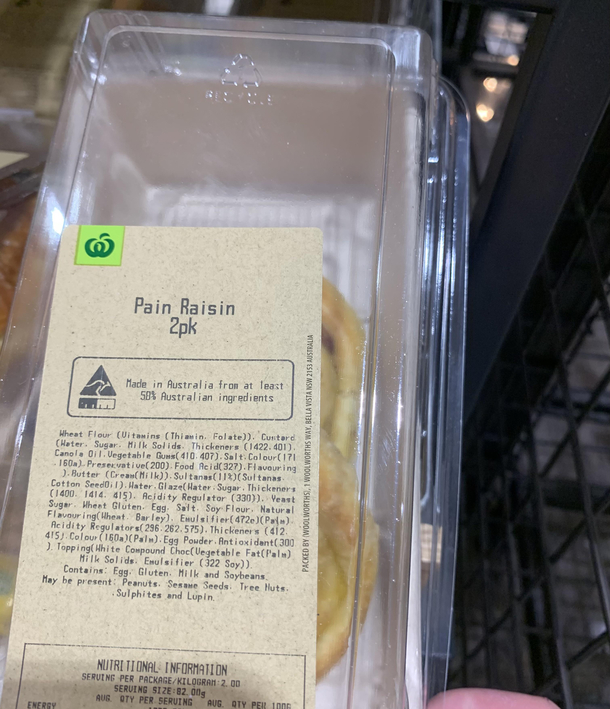 RECYCLE
Pain Raisin
2pk
Made in Australia from at least
50% Australian ingredients
Wheat Flour (Vitamins (Thiamin, Folate)). Custard
(Water. Sugar. Milk Solids. Thickeners (1422.401).
Canola Oil.Vegetable Gums(410.407).Salt.Colour(171
.160a).Preservative(200).Food Acid(327).Flavouring
).Butter (Cream(Milk)).Sultanas(11%)(Sultanas.
Cotton SeedOil).Water.Glaze(Water.Sugar.Thickeners
(1400. 1414. 415). Acidity Regulator (330)). Yeast
Sugar. Wheat Gluten. Egg. Salt. Soy Flour. Natural
Flavouring(Wheat. Barley). Emulsifier(472e)(Palm).
Acidity Regulators(296.262.575).Thickeners (412.
415).Colour(160a)(Palm).Egg Powder.Antioxidant(300
).Topping(White Compound Choc(Vegetable Fat(Palm)
Milk Solids. Emulsifier (322 Soy)).
Contains: Egg. Gluten. Milk and Soybeans.
May be present: Peanuts. Sesame Seeds. Tree Nuts.
.Sulphites and Lupin.
PACKED BY (WOOLWORTHS), 1 WOOLWORTHS WAY, BELLA VISTA NSW 2153 AUSTRALIA
NUTRITIONAL INFORMATION
SERVING PER PACKAGE/KILOGRAM:2.00
SERVING SIZE:82.00g
AVG. QTY PER SERVING AVG. QTY PER 100G
ENERGY